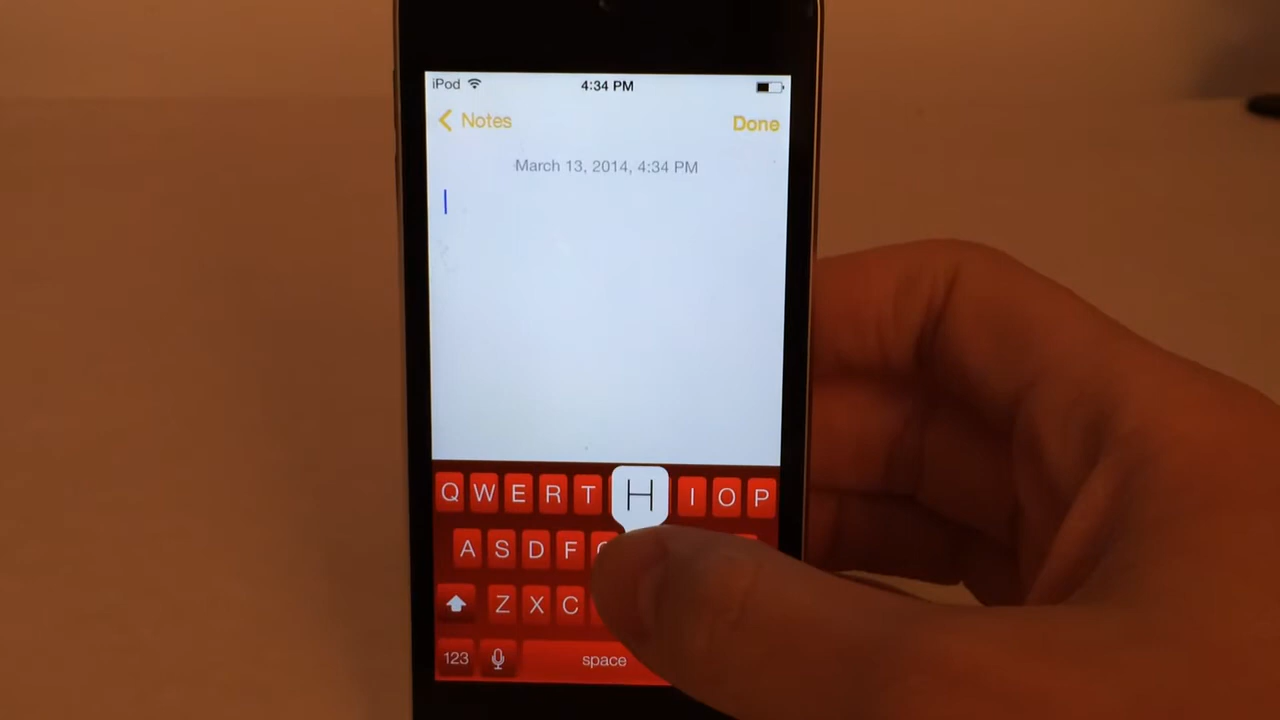 iPod 4:34 PM
Notes Done
March 13, 2014, 4:34 PM
Q W E R T H I O P
A S D F
Z X C
123 space